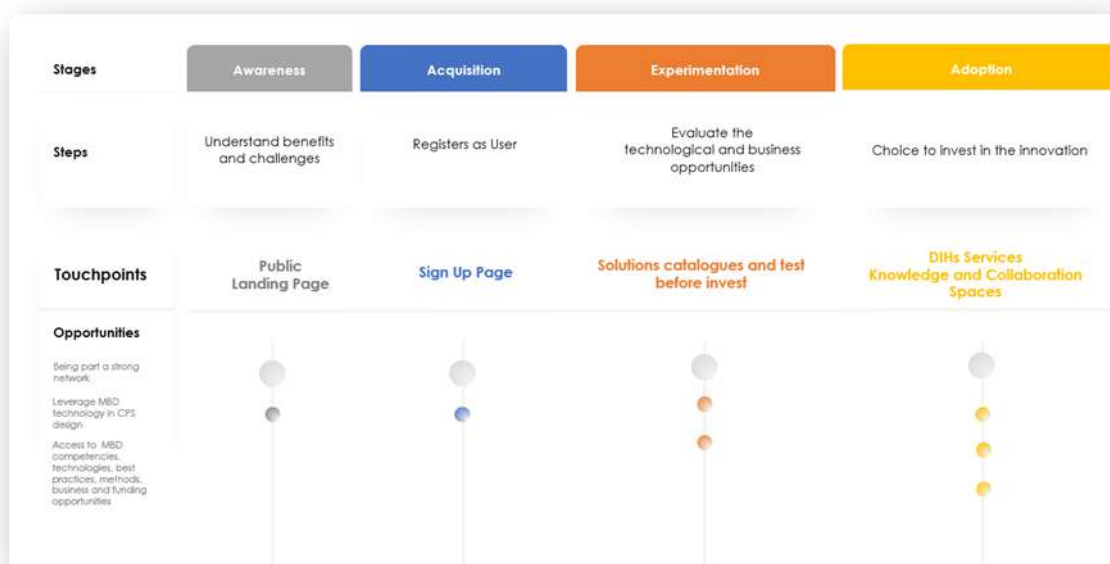 Stages
Awareness
Acquisition
Experimentation
Adoption
Steps
Understand benefits
and challenges
Registers as User
Evaluate the
technological and business
opportunities
Choice to invest in the innovation
Touchpoints
Public
Landing Page
Sign Up Page
Solutions catalogues and test
before invest
DIHs Services
Knowledge and Collaboration
Spaces
Opportunities
Being part a strong
network
Leverage MBD
technology in CPS
design
Access to MBD
competencies,
technologies, best
practices, methods,
business and funding
opportunities